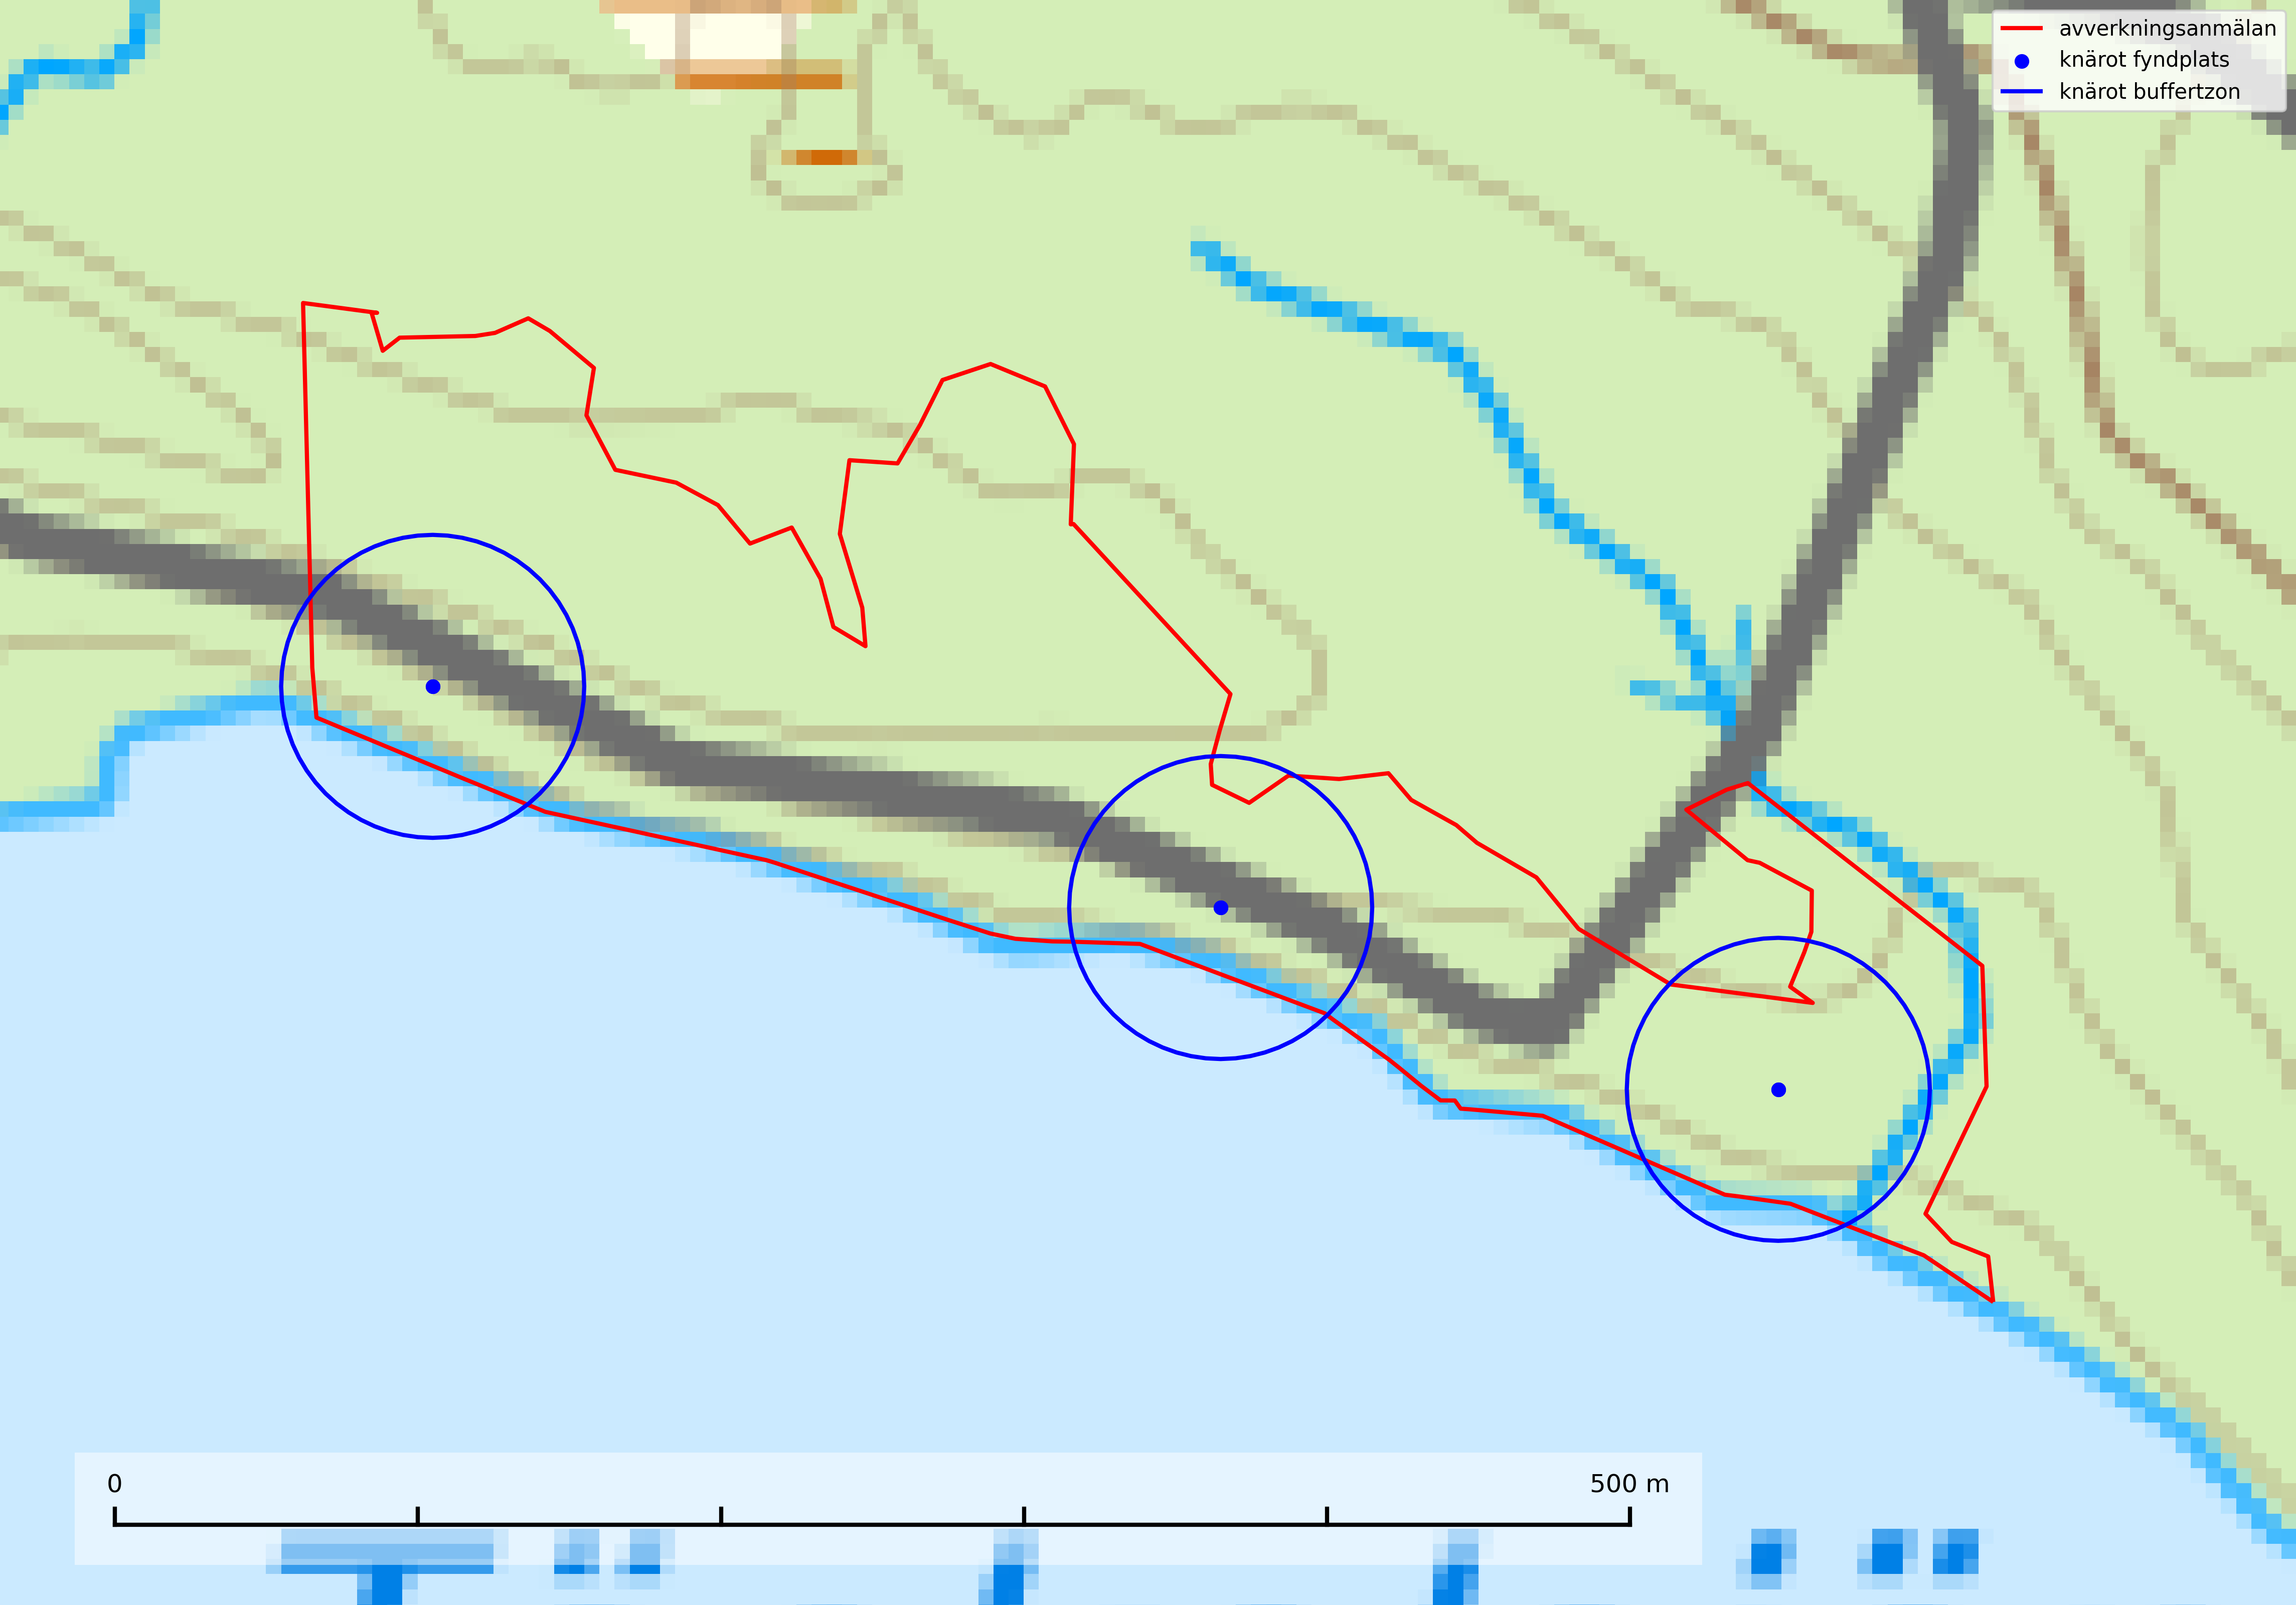 avverkningsanmälan
knärot fyndplats
knärot buffertzon
0 500 m